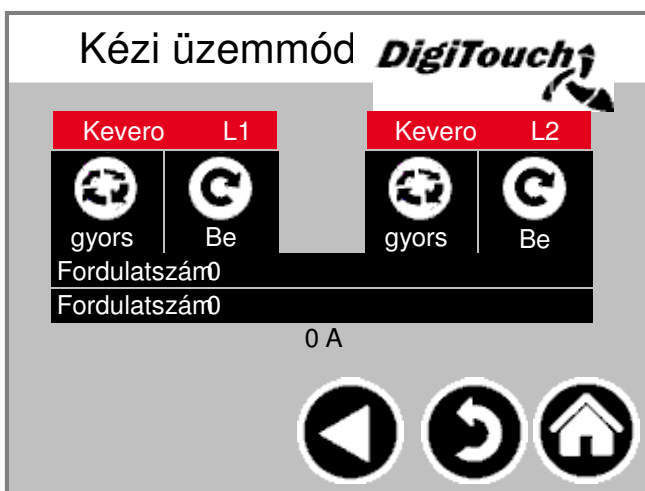 Kézi üzemmód DigiTouch
Kevero L1 Kevero L2
gyors Be gyors Be
Fordulatszám0
Fordulatszám0
0 A